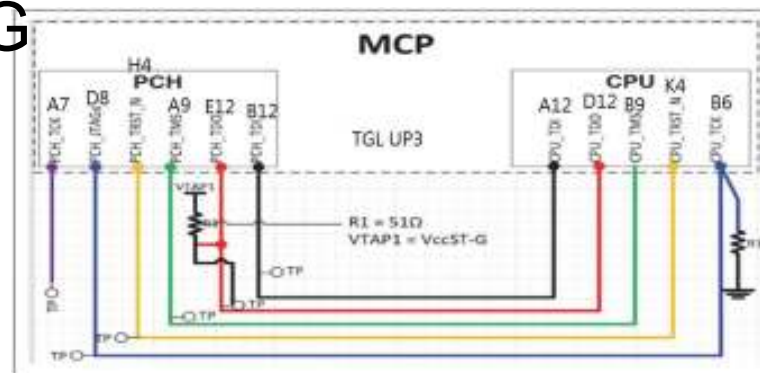 G
MCP
H4
PCH
CPU
K4
A7 D8 A9 E12 B12
A12 D12 B9 B6
PCH_TCK
PCH_JTAG
PCH_TRST_N
PCH_TMS
PCH_TDO
PCH_TDI
CPU_TDI
CPU_TDO
CPU_TMS
CPU_TRST_N
CPU_TCK
TGL UP3
VTAP1
R1 = 51Ω
VTAP1 = VccST-G
TP
TP
TP
TP
TP
TP